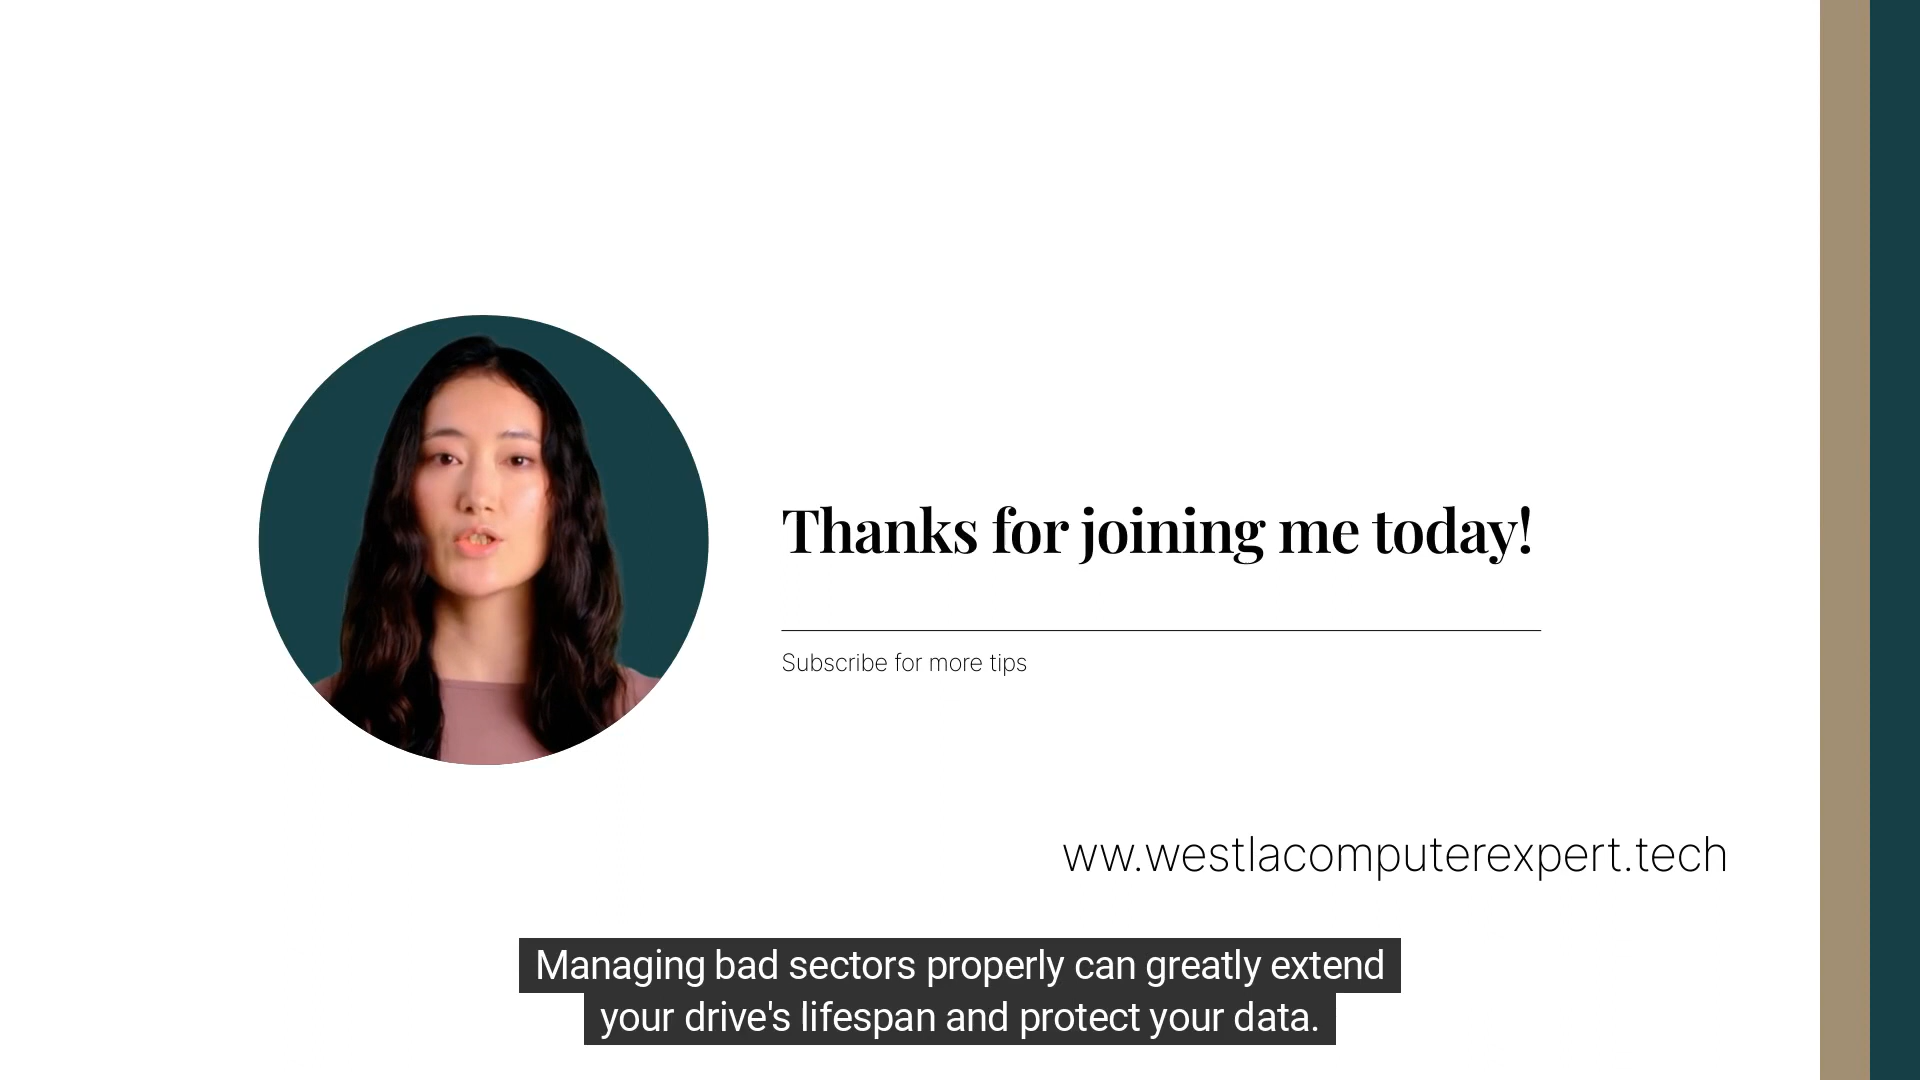 Thanks for joining me today!
Subscribe for more tips
ww.westlacomputerexpert.tech
Managing bad sectors properly can greatly extend
your drive's lifespan and protect your data.